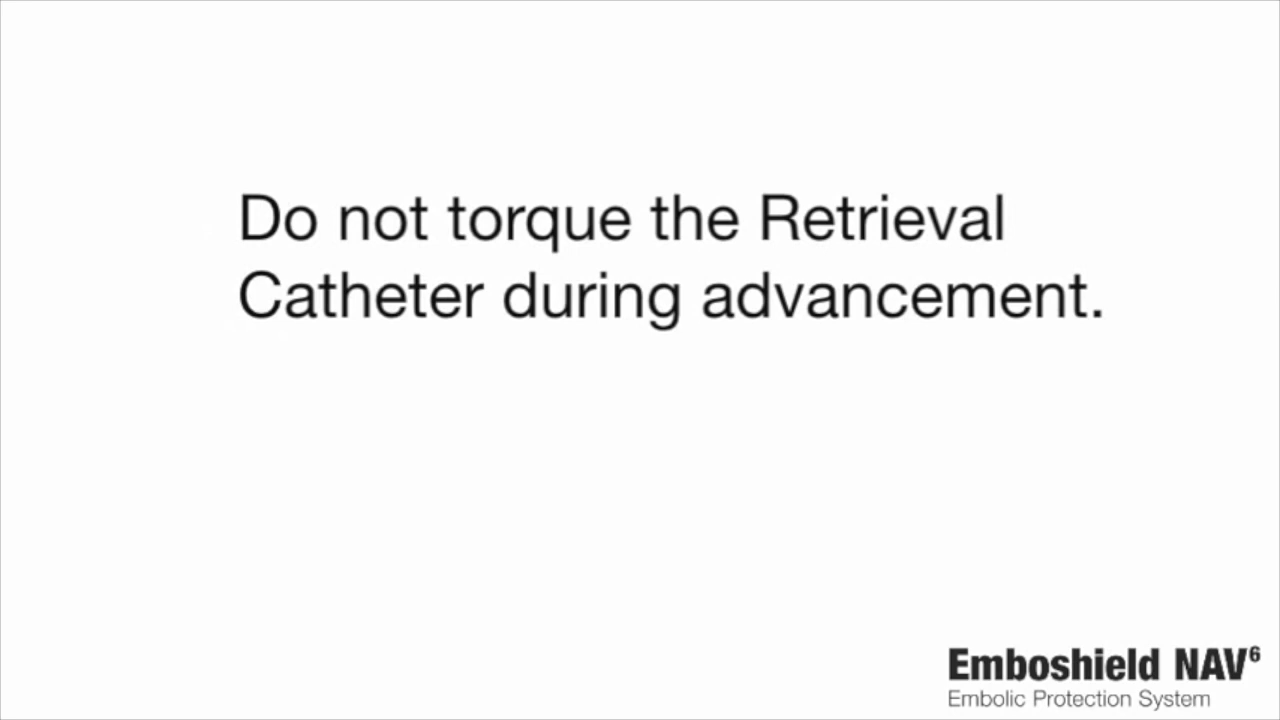 Do not torque the Retrieval
Catheter during advancement.
Emboshield NAV⁶
Embolic Protection System